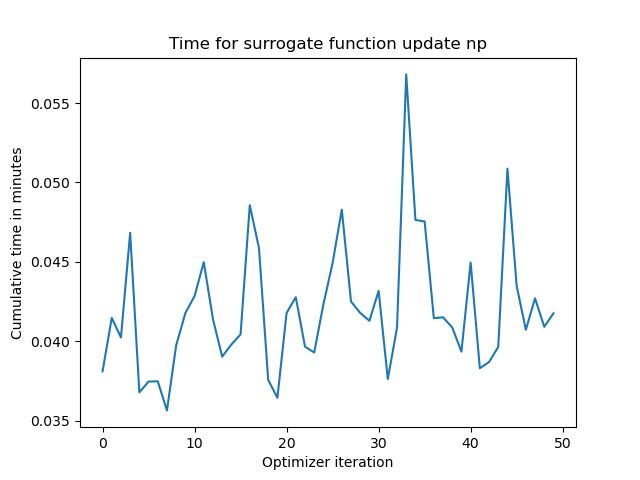 Time for surrogate function update np
Cumulative time in minutes
0.055
0.050
0.045
0.040
0.035
0 10 20 30 40 50
Optimizer iteration